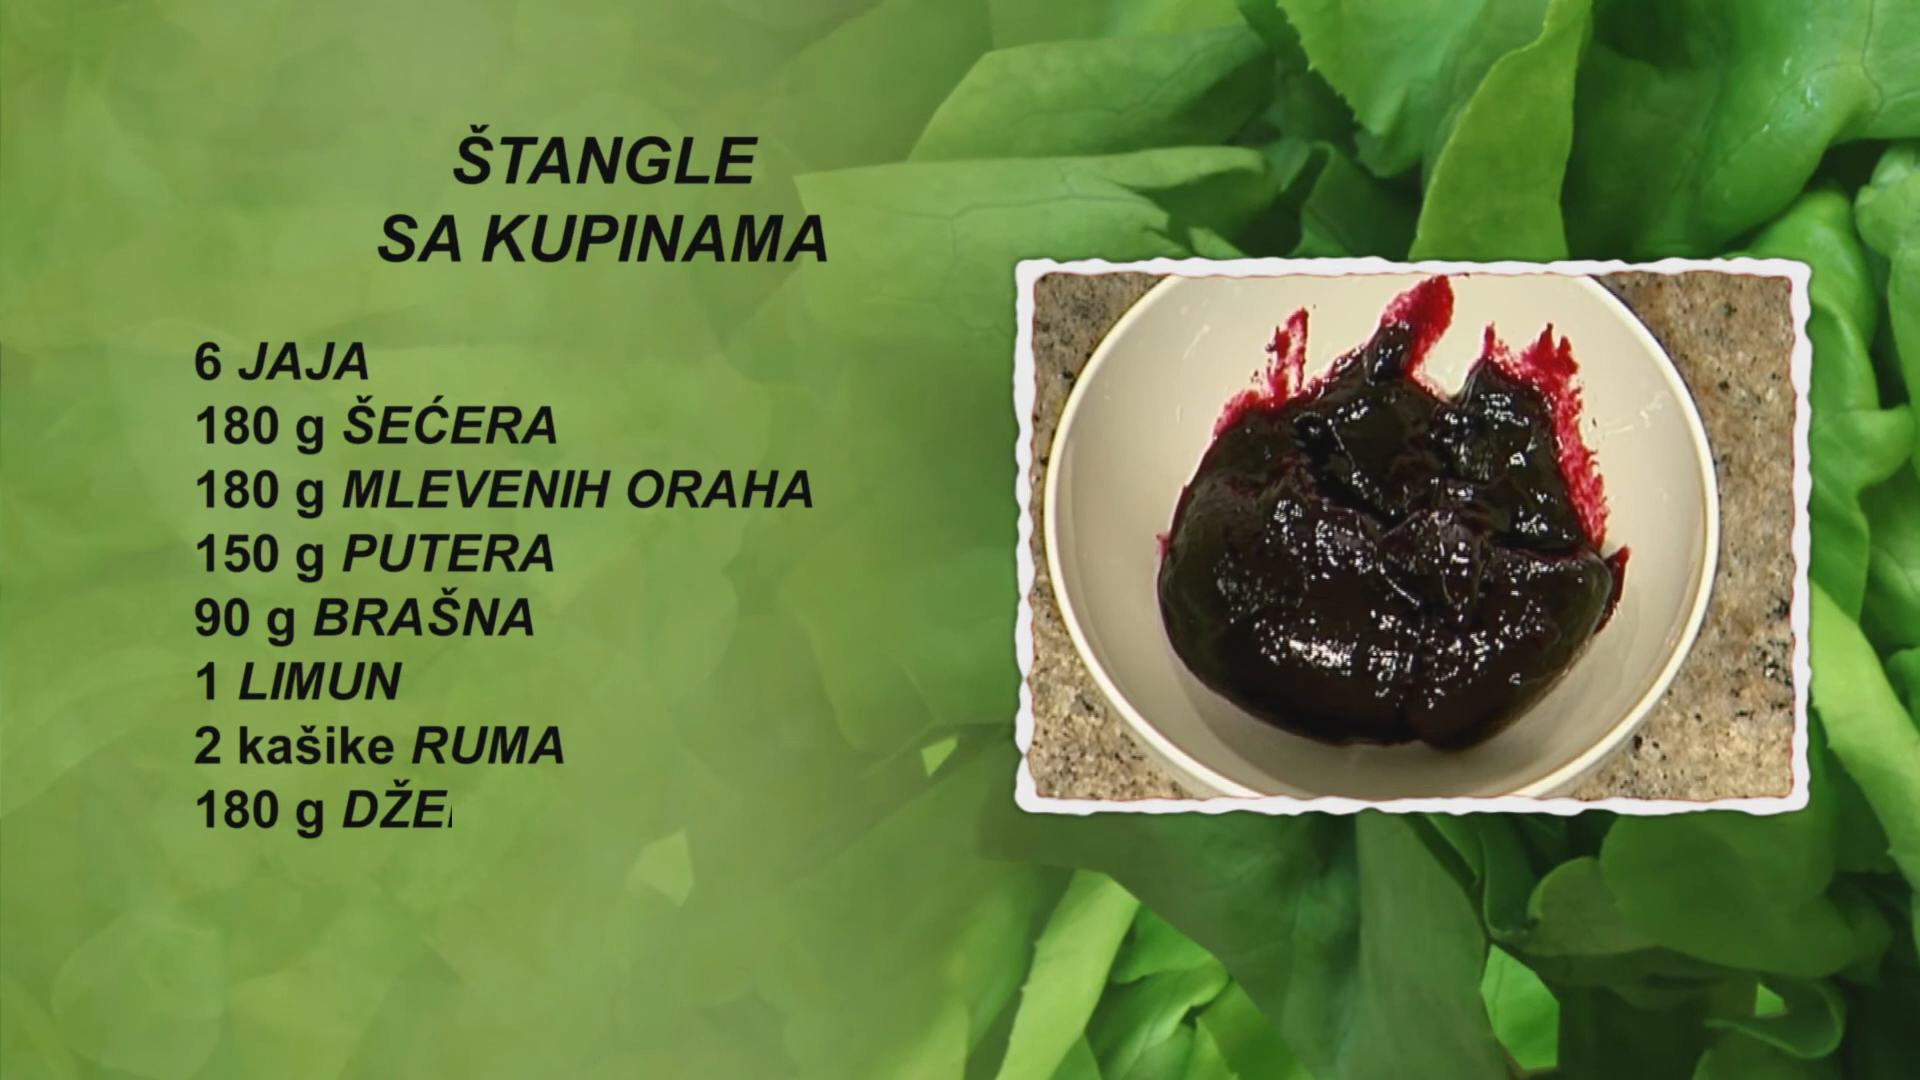 ŠTANGLE
SA KUPINAMA
6 JAJA
180 g ŠEĆERA
180 g MLEVENIH ORAHA
150 g PUTERA
90 g BRAŠNA
1 LIMUN
2 kašike RUMA
180 g